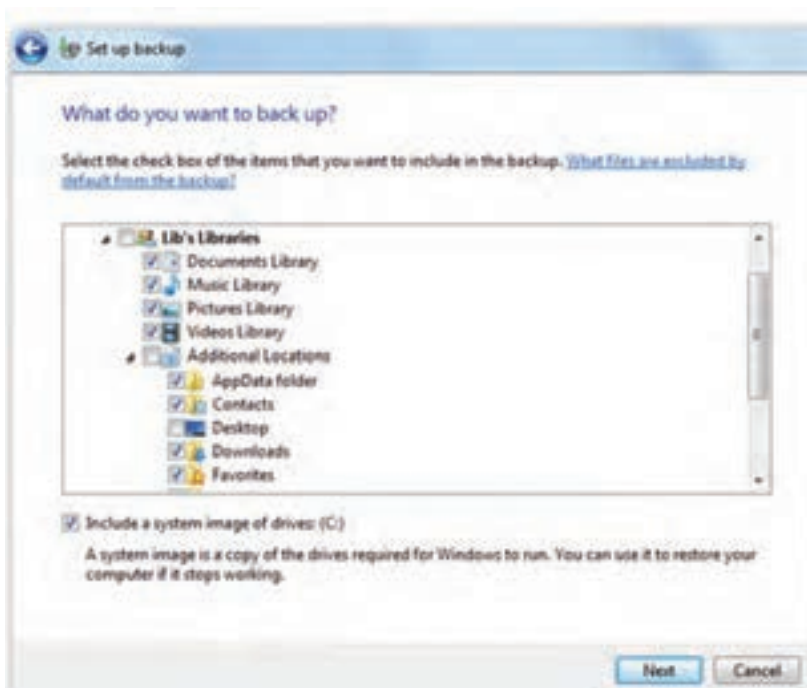 Set up backup
What do you want to back up?
Select the check box of the items that you want to include in the backup. What files are excluded by
default from the backup?
Lib's Libraries
Documents Library
Music Library
Pictures Library
Videos Library
Additional Locations
AppData folder
Contacts
Desktop
Downloads
Favorites
Include a system image of drives: (C:)
A system image is a copy of the drives required for Windows to run. You can use it to restore your
computer if it stops working.
Next Cancel